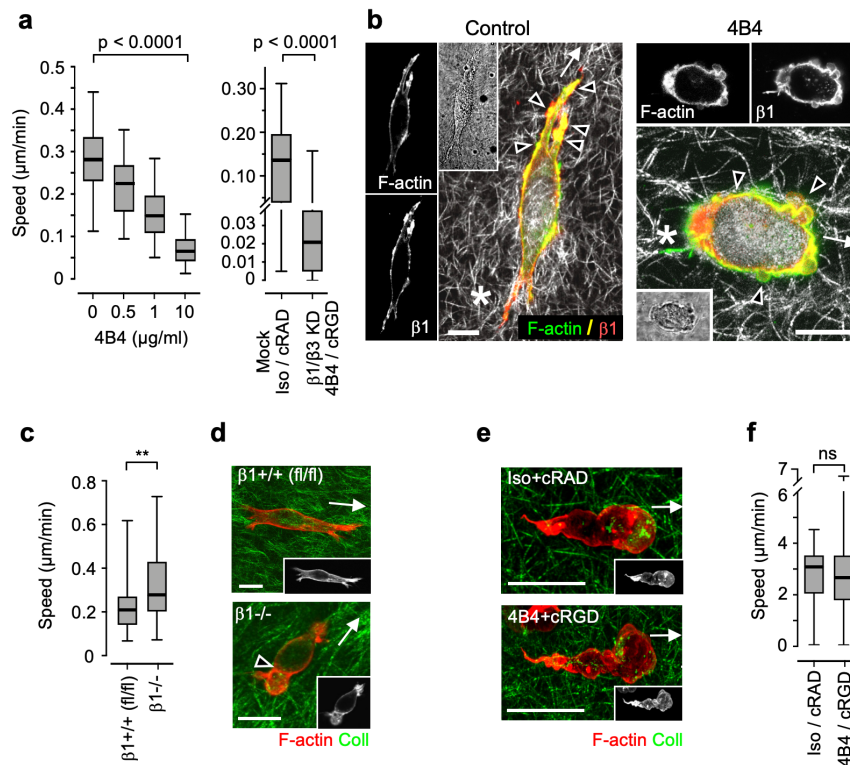 a
p < 0.0001
p < 0.0001
Speed (µm/min)
0.5
0.4
0.3
0.2
0.1
0
0
0.5
1
10
4B4 (µg/ml)
0.30
0.20
0.10
0.03
0.02
0.01
0
Mock
Iso / cRAD
β1/β3 KD
4B4 / cRGD
b
Control
4B4
F-actin
β1
*
F-actin / β1
F-actin
β1
*
c
**
Speed (µm/min)
0.8
0.6
0.4
0.2
0
β1+/+ (fl/fl)
β1-/-
d
β1+/+ (fl/fl)
β1-/-
F-actin Coll
e
Iso+cRAD
4B4+cRGD
F-actin Coll
f
ns
Speed (µm/min)
7
6
4
2
0
Iso / cRAD
4B4 / cRGD